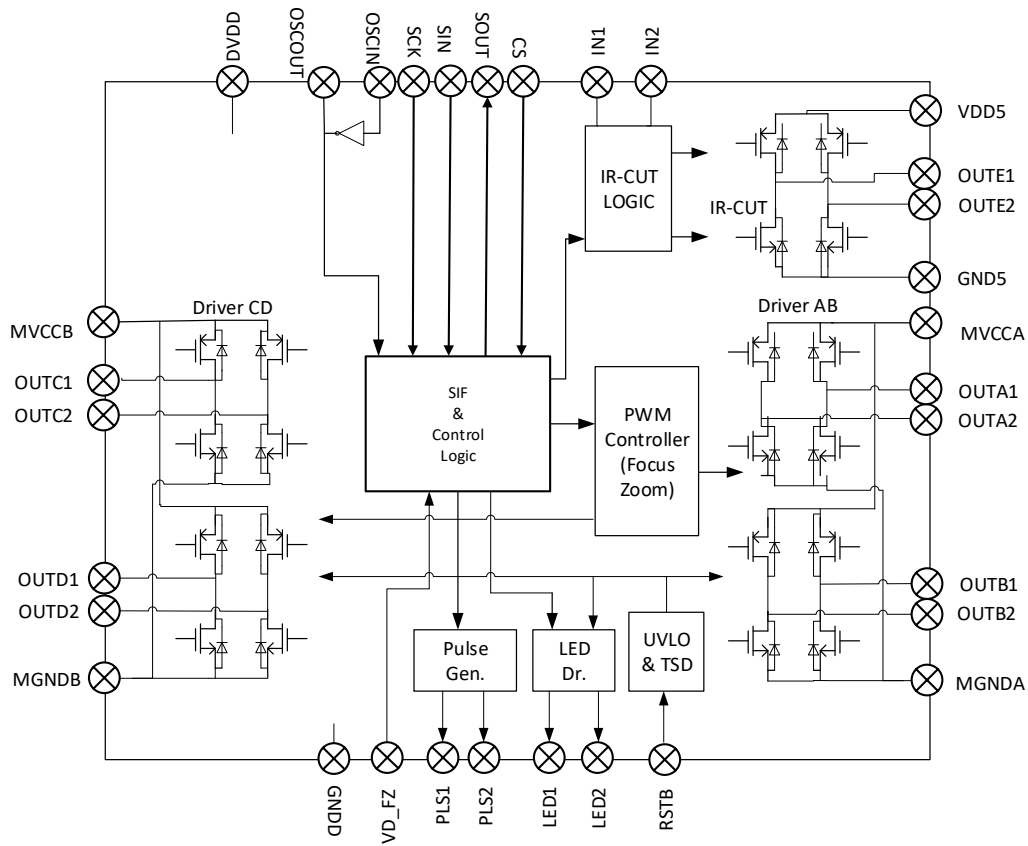 DVDD
OSCOUT
OSCIN
SCK
SIN
SOUT
CS
IN1
IN2
VDD5
OUTE1
OUTE2
GND5
IR-CUT
LOGIC
IR-CUT
Driver CD
Driver AB
MVCCB
OUTC1
OUTC2
MVCCA
OUTA1
OUTA2
SIF
&
Control
Logic
PWM
Controller
(Focus
Zoom)
OUTD1
OUTD2
MGNDB
OUTB1
OUTB2
MGNDA
Pulse
Gen.
LED
Dr.
UVLO
& TSD
GNDD
VD_FZ
PLS1
PLS2
LED1
LED2
RSTB